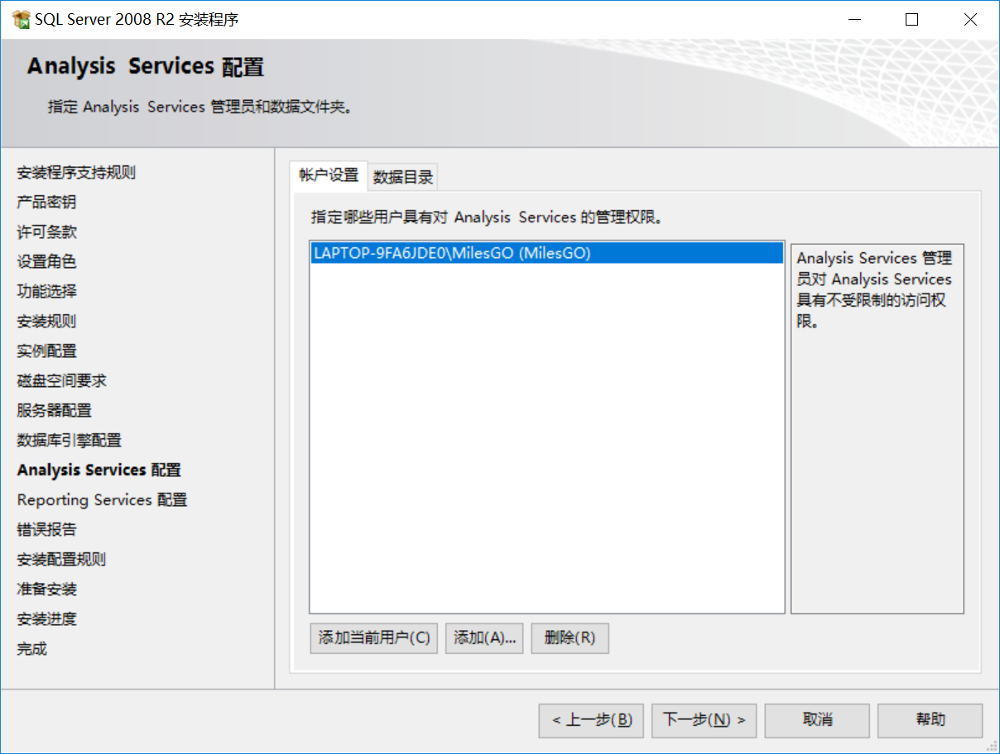 SQL Server 2008 R2 安装程序
Analysis Services 配置
指定 Analysis Services 管理员和数据文件夹。
安装程序支持规则
产品密钥
许可条款
设置角色
功能选择
安装规则
实例配置
磁盘空间要求
服务器配置
数据库引擎配置
Analysis Services 配置
Reporting Services 配置
错误报告
安装配置规则
准备安装
安装进度
完成
帐户设置 数据目录
指定哪些用户具有对 Analysis Services 的管理权限。
LAPTOP-9FA6JDE0\MilesGO (MilesGO)
Analysis Services 管理
员对 Analysis Services
具有不受限制的访问权
限。
添加当前用户(C) 添加(A)... 删除(R)
< 上一步(B) 下一步(N) > 取消 帮助